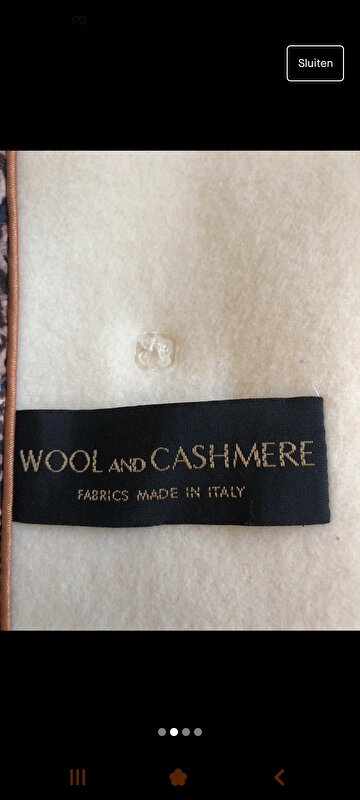 Sluiten
WOOL AND CASHMERE
FABRICS MADE IN ITALY